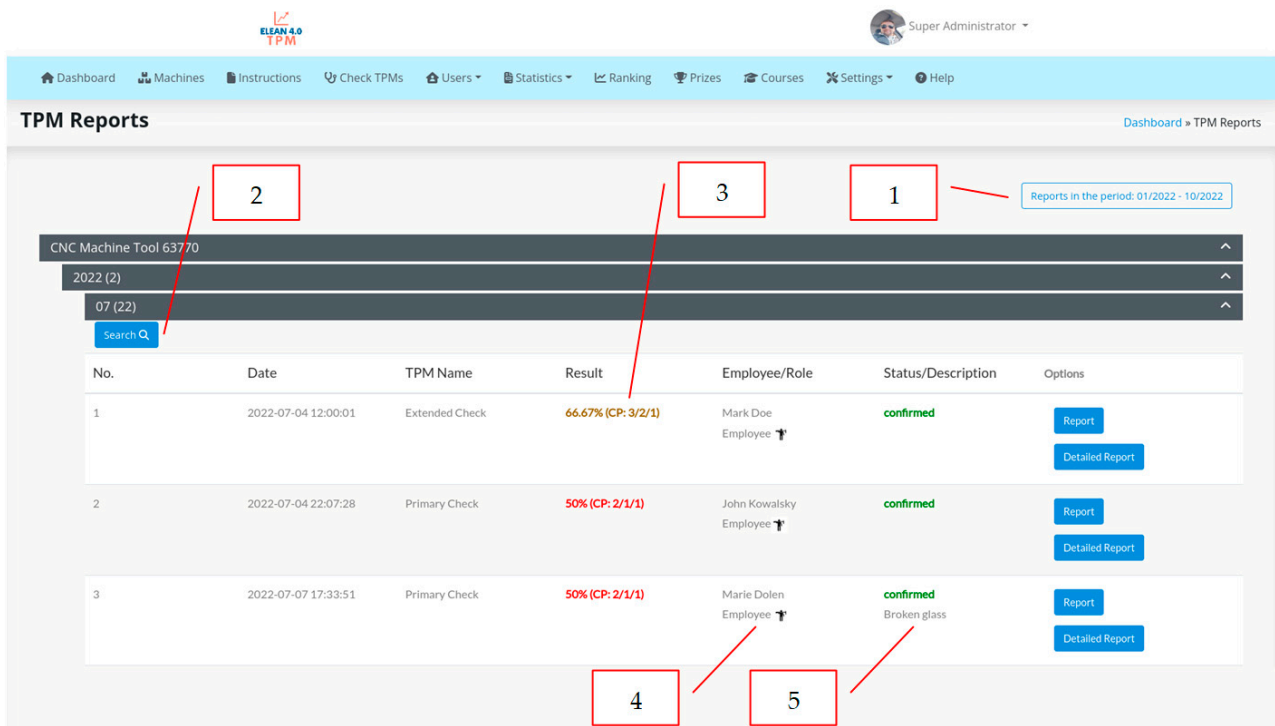 ELEAN 4.0
TPM
Super Administrator
Dashboard Machines Instructions Check TPMs Users Statistics Ranking Prizes Courses Settings Help
TPM Reports
Dashboard » TPM Reports
2 3 1
Reports in the period: 01/2022 - 10/2022
CNC Machine Tool 63770
2022 (2)
07 (22)
Search
No. Date TPM Name Result Employee/Role Status/Description Options
1 2022-07-04 12:00:01 Extended Check 66.67% (CP: 3/2/1) Mark Doe confirmed Report
Employee
Detailed Report
2 2022-07-04 22:07:28 Primary Check 50% (CP: 2/1/1) John Kowalsky confirmed Report
Employee
Detailed Report
3 2022-07-07 17:33:51 Primary Check 50% (CP: 2/1/1) Marie Dolen confirmed Report
Employee Broken glass
Detailed Report
4 5